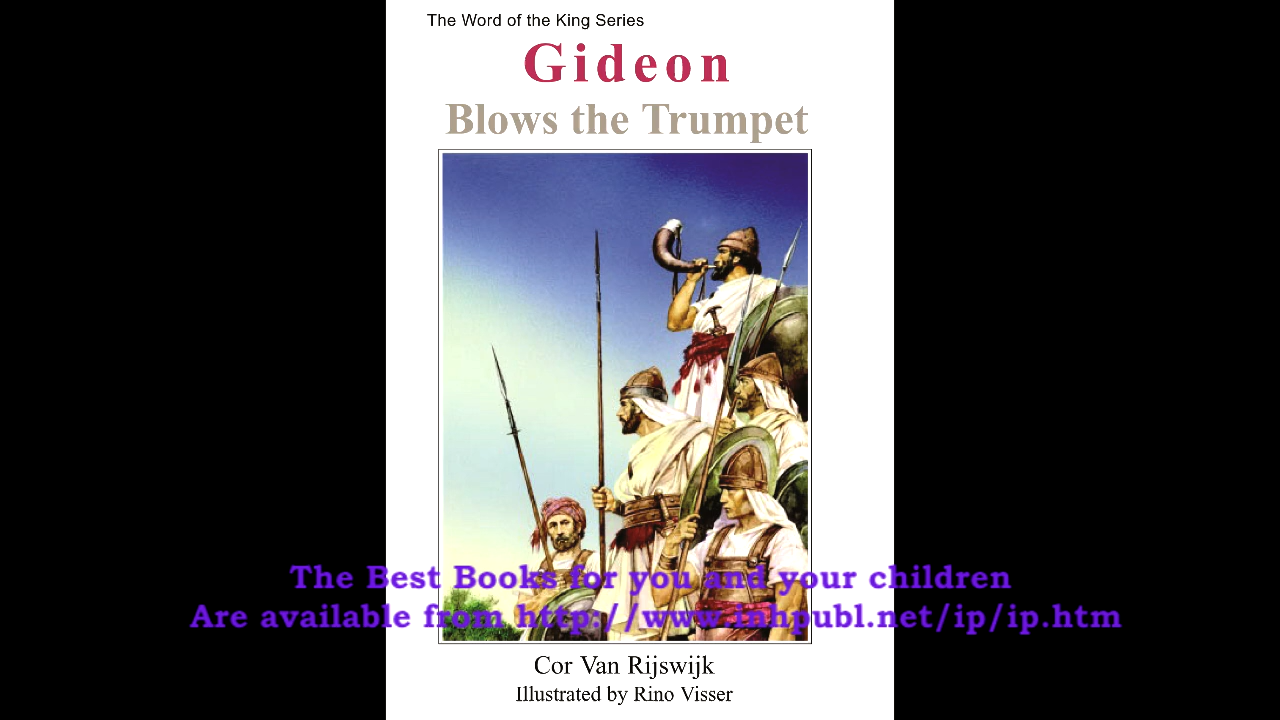 The Word of the King Series
Gideon
Blows the Trumpet
The Best Books for you and your children
Are available from http://www.inhpubl.net/ip/ip.htm
Cor Van Rijswijk
Illustrated by Rino Visser